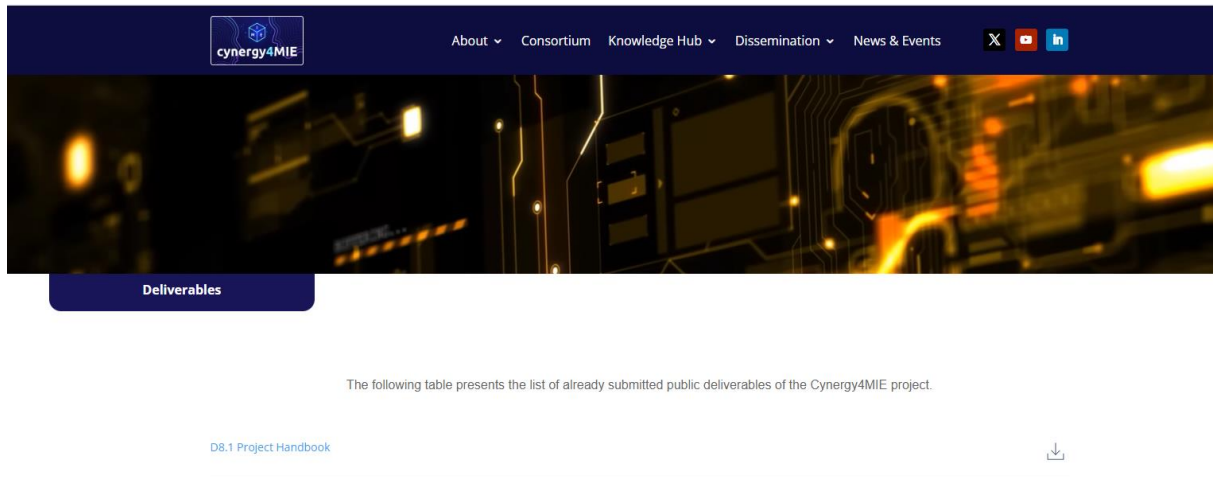 cynergy4MIE
About Consortium Knowledge Hub Dissemination News & Events
Deliverables
The following table presents the list of already submitted public deliverables of the Cynergy4MIE project.
D8.1 Project Handbook